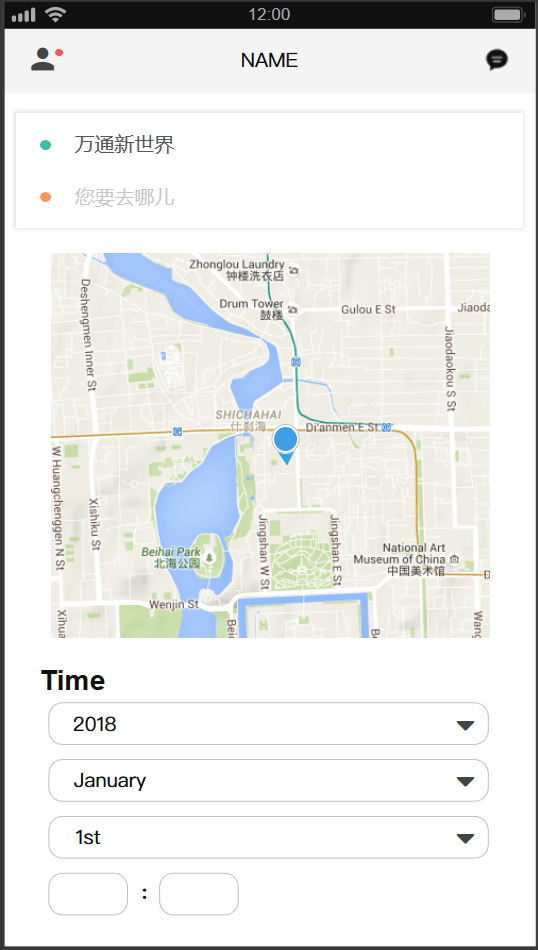 12:00
NAME
万通新世界
您要去哪儿
Zhonglou Laundry
钟楼洗衣店
Drum Tower
鼓楼
Gulou E St
Jiaoda
Deshengmen Inner St
Jiaodaokou S St
SHICHAHAI
什刹海
Di'anmen E St
W Huangchenggen N St
Xishiku St
Jingshan W St
Jingshan E St
National Art
Museum of China
中国美术馆
Beihai Park
北海公园
D
Wenjin St
Xihua
Bei
Be
Wang
Time
2018
January
1st
: